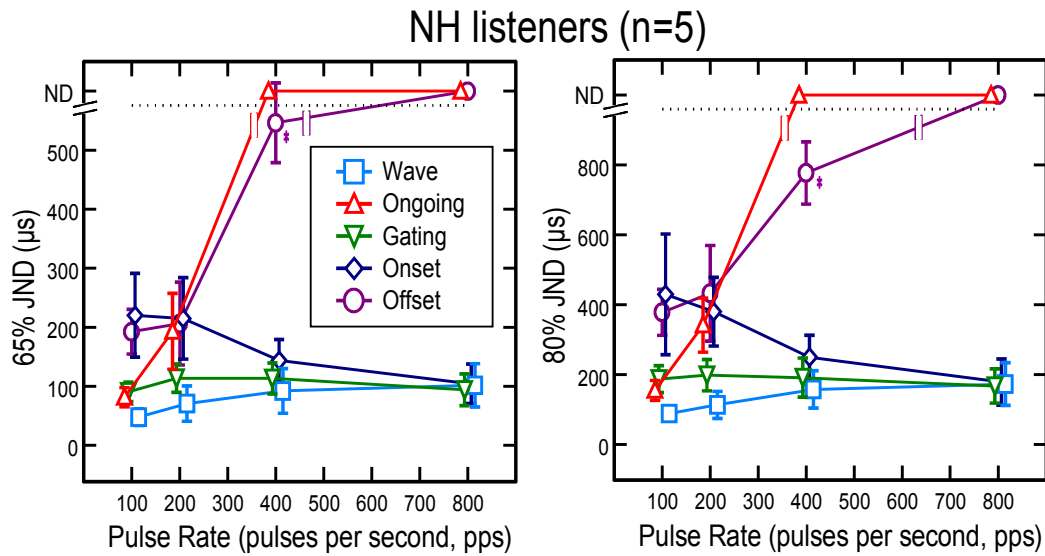 NH listeners (n=5)
ND
500
400
300
200
100
0
65% JND (μs)
Wave
Ongoing
Gating
Onset
Offset
**
100 200 300 400 500 600 700 800
Pulse Rate (pulses per second, pps)
ND
800
600
400
200
0
80% JND (μs)
**
100 200 300 400 500 600 700 800
Pulse Rate (pulses per second, pps)